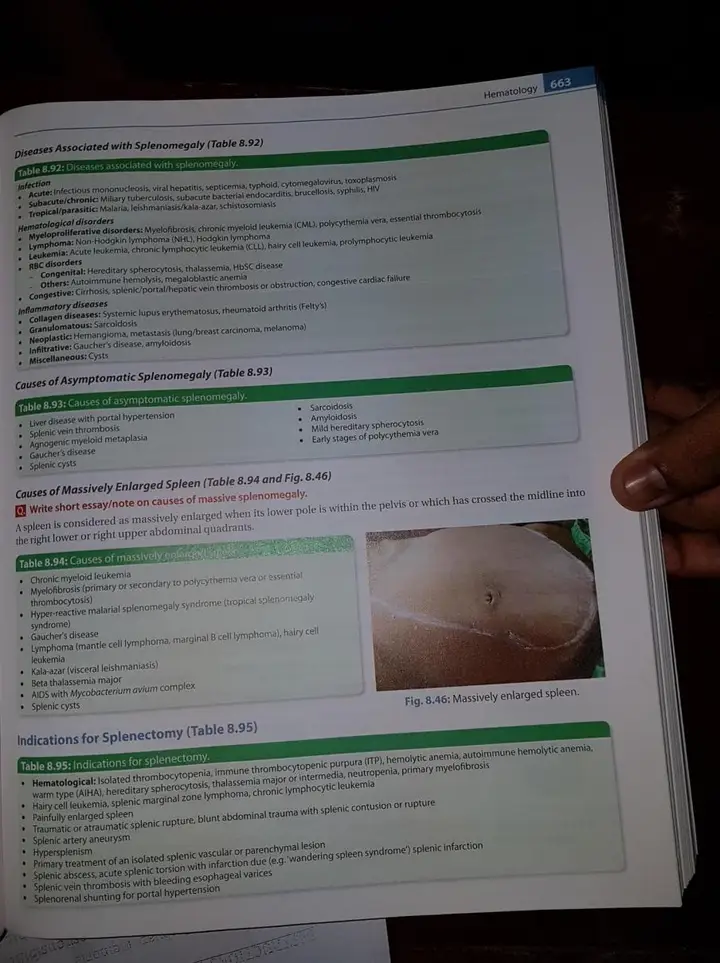 Hematology 663
Diseases Associated with Splenomegaly (Table 8.92)
Table 8.92: Diseases associated with splenomegaly.
Infection
• Acute: Infectious mononucleosis, viral hepatitis, septicemia, typhoid, cytomegalovirus, toxoplasmosis
• Subacute/chronic: Miliary tuberculosis, subacute bacterial endocarditis, brucellosis, syphilis, HIV
• Tropical/parasitic: Malaria, leishmaniasis/kala-azar, schistosomiasis
Hematological disorders
• Myeloproliferative disorders: Myelofibrosis, chronic myeloid leukemia (CML), polycythemia vera, essential thrombocytosis
• Lymphoma: Non-Hodgkin lymphoma (NHL), Hodgkin lymphoma
• Leukemia: Acute leukemia, chronic lymphocytic leukemia (CLL), hairy cell leukemia, prolymphocytic leukemia
• RBC disorders
– Congenital: Hereditary spherocytosis, thalassemia, HbSC disease
– Others: Autoimmune hemolysis, megaloblastic anemia
• Congestive: Cirrhosis, splenic/portal/hepatic vein thrombosis or obstruction, congestive cardiac failure
Inflammatory diseases
• Collagen diseases: Systemic lupus erythematosus, rheumatoid arthritis (Felty's)
• Granulomatous: Sarcoidosis
• Neoplastic: Hemangioma, metastasis (lung/breast carcinoma, melanoma)
• Infiltrative: Gaucher's disease, amyloidosis
• Miscellaneous: Cysts
Causes of Asymptomatic Splenomegaly (Table 8.93)
Table 8.93: Causes of asymptomatic splenomegaly.
• Liver disease with portal hypertension
• Splenic vein thrombosis
• Agnogenic myeloid metaplasia
• Gaucher's disease
• Splenic cysts
• Sarcoidosis
• Amyloidosis
• Mild hereditary spherocytosis
• Early stages of polycythemia vera
Causes of Massively Enlarged Spleen (Table 8.94 and Fig. 8.46)
Q. Write short essay/note on causes of massive splenomegaly.
A spleen is considered as massively enlarged when its lower pole is within the pelvis or which has crossed the midline into
the right lower or right upper abdominal quadrants.
Table 8.94: Causes of massively enlarged spleen.
• Chronic myeloid leukemia
• Myelofibrosis (primary or secondary to polycythemia vera or essential
thrombocytosis)
• Hyper-reactive malarial splenomegaly syndrome (tropical splenomegaly
syndrome)
• Gaucher's disease
• Lymphoma (mantle cell lymphoma, marginal B cell lymphoma), hairy cell
leukemia
• Kala-azar (visceral leishmaniasis)
• Beta thalassemia major
• AIDS with Mycobacterium avium complex
• Splenic cysts
Fig. 8.46: Massively enlarged spleen.
Indications for Splenectomy (Table 8.95)
Table 8.95: Indications for splenectomy.
• Hematological: Isolated thrombocytopenia, immune thrombocytopenic purpura (ITP), hemolytic anemia, autoimmune hemolytic anemia,
warm type (AIHA), hereditary spherocytosis, thalassemia major or intermedia, neutropenia, primary myelofibrosis
• Hairy cell leukemia, splenic marginal zone lymphoma, chronic lymphocytic leukemia
• Painfully enlarged spleen
• Traumatic or atraumatic splenic rupture, blunt abdominal trauma with splenic contusion or rupture
• Splenic artery aneurysm
• Hypersplenism
• Primary treatment of an isolated splenic vascular or parenchymal lesion
• Splenic abscess, acute splenic torsion with infarction due (e.g. 'wandering spleen syndrome') splenic infarction
• Splenic vein thrombosis with bleeding esophageal varices
• Splenorenal shunting for portal hypertension